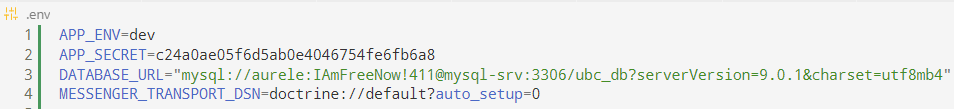 .env
1 APP_ENV=dev
2 APP_SECRET=c24a0ae05f6d5ab0e4046754fe6fb6a8
3 DATABASE_URL="mysql://aurele:IAmFreeNow!411@mysql-srv:3306/ubc_db?serverVersion=9.0.1&charset=utf8mb4"
4 MESSENGER_TRANSPORT_DSN=doctrine://default?auto_setup=0